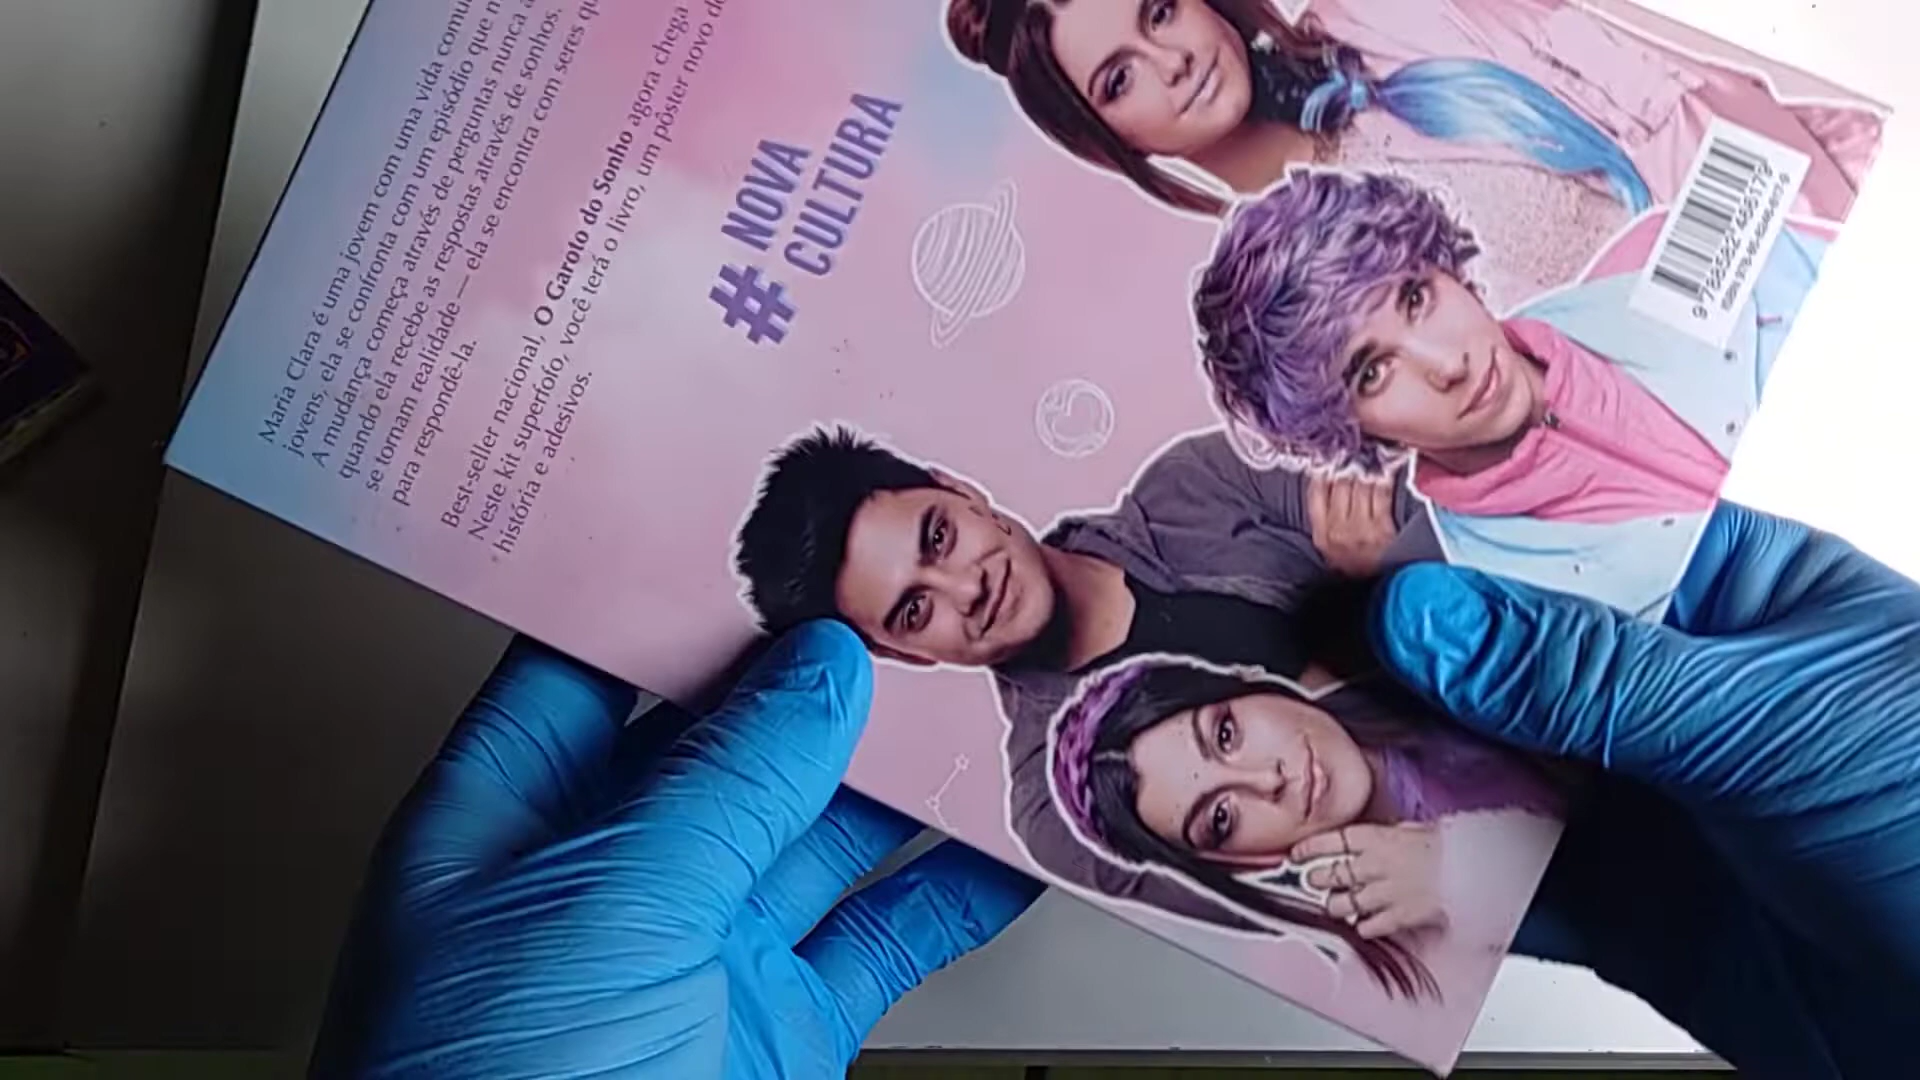 Maria Clara é uma jovem com uma vida comu
jovens, ela se confronta com um episódio que n
A mudança começa através de perguntas nunca
quando ela recebe as respostas através de sonhos.
se tornam realidade — ela se encontra com seres qu
para respondê-la.
Best-seller nacional, O Garoto do Sonho agora chega
Neste kit superfofo, você terá o livro, um pôster novo de
história e adesivos.
#NOVA
CULTURA